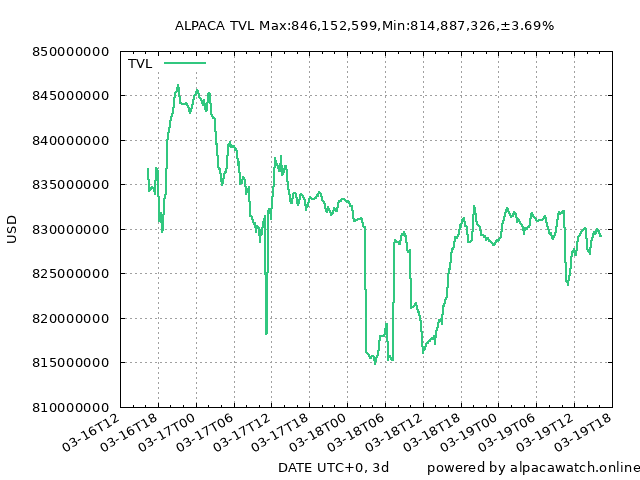 ALPACA TVL Max:846,152,599,Min:814,887,326,±3.69%
TVL
850000000
845000000
840000000
835000000
830000000
825000000
820000000
815000000
810000000
USD
03-16T12
03-16T18
03-17T00
03-17T06
03-17T12
03-17T18
03-18T00
03-18T06
03-18T12
03-18T18
03-19T00
03-19T06
03-19T12
03-19T18
DATE UTC+0, 3d
powered by alpacawatch.online